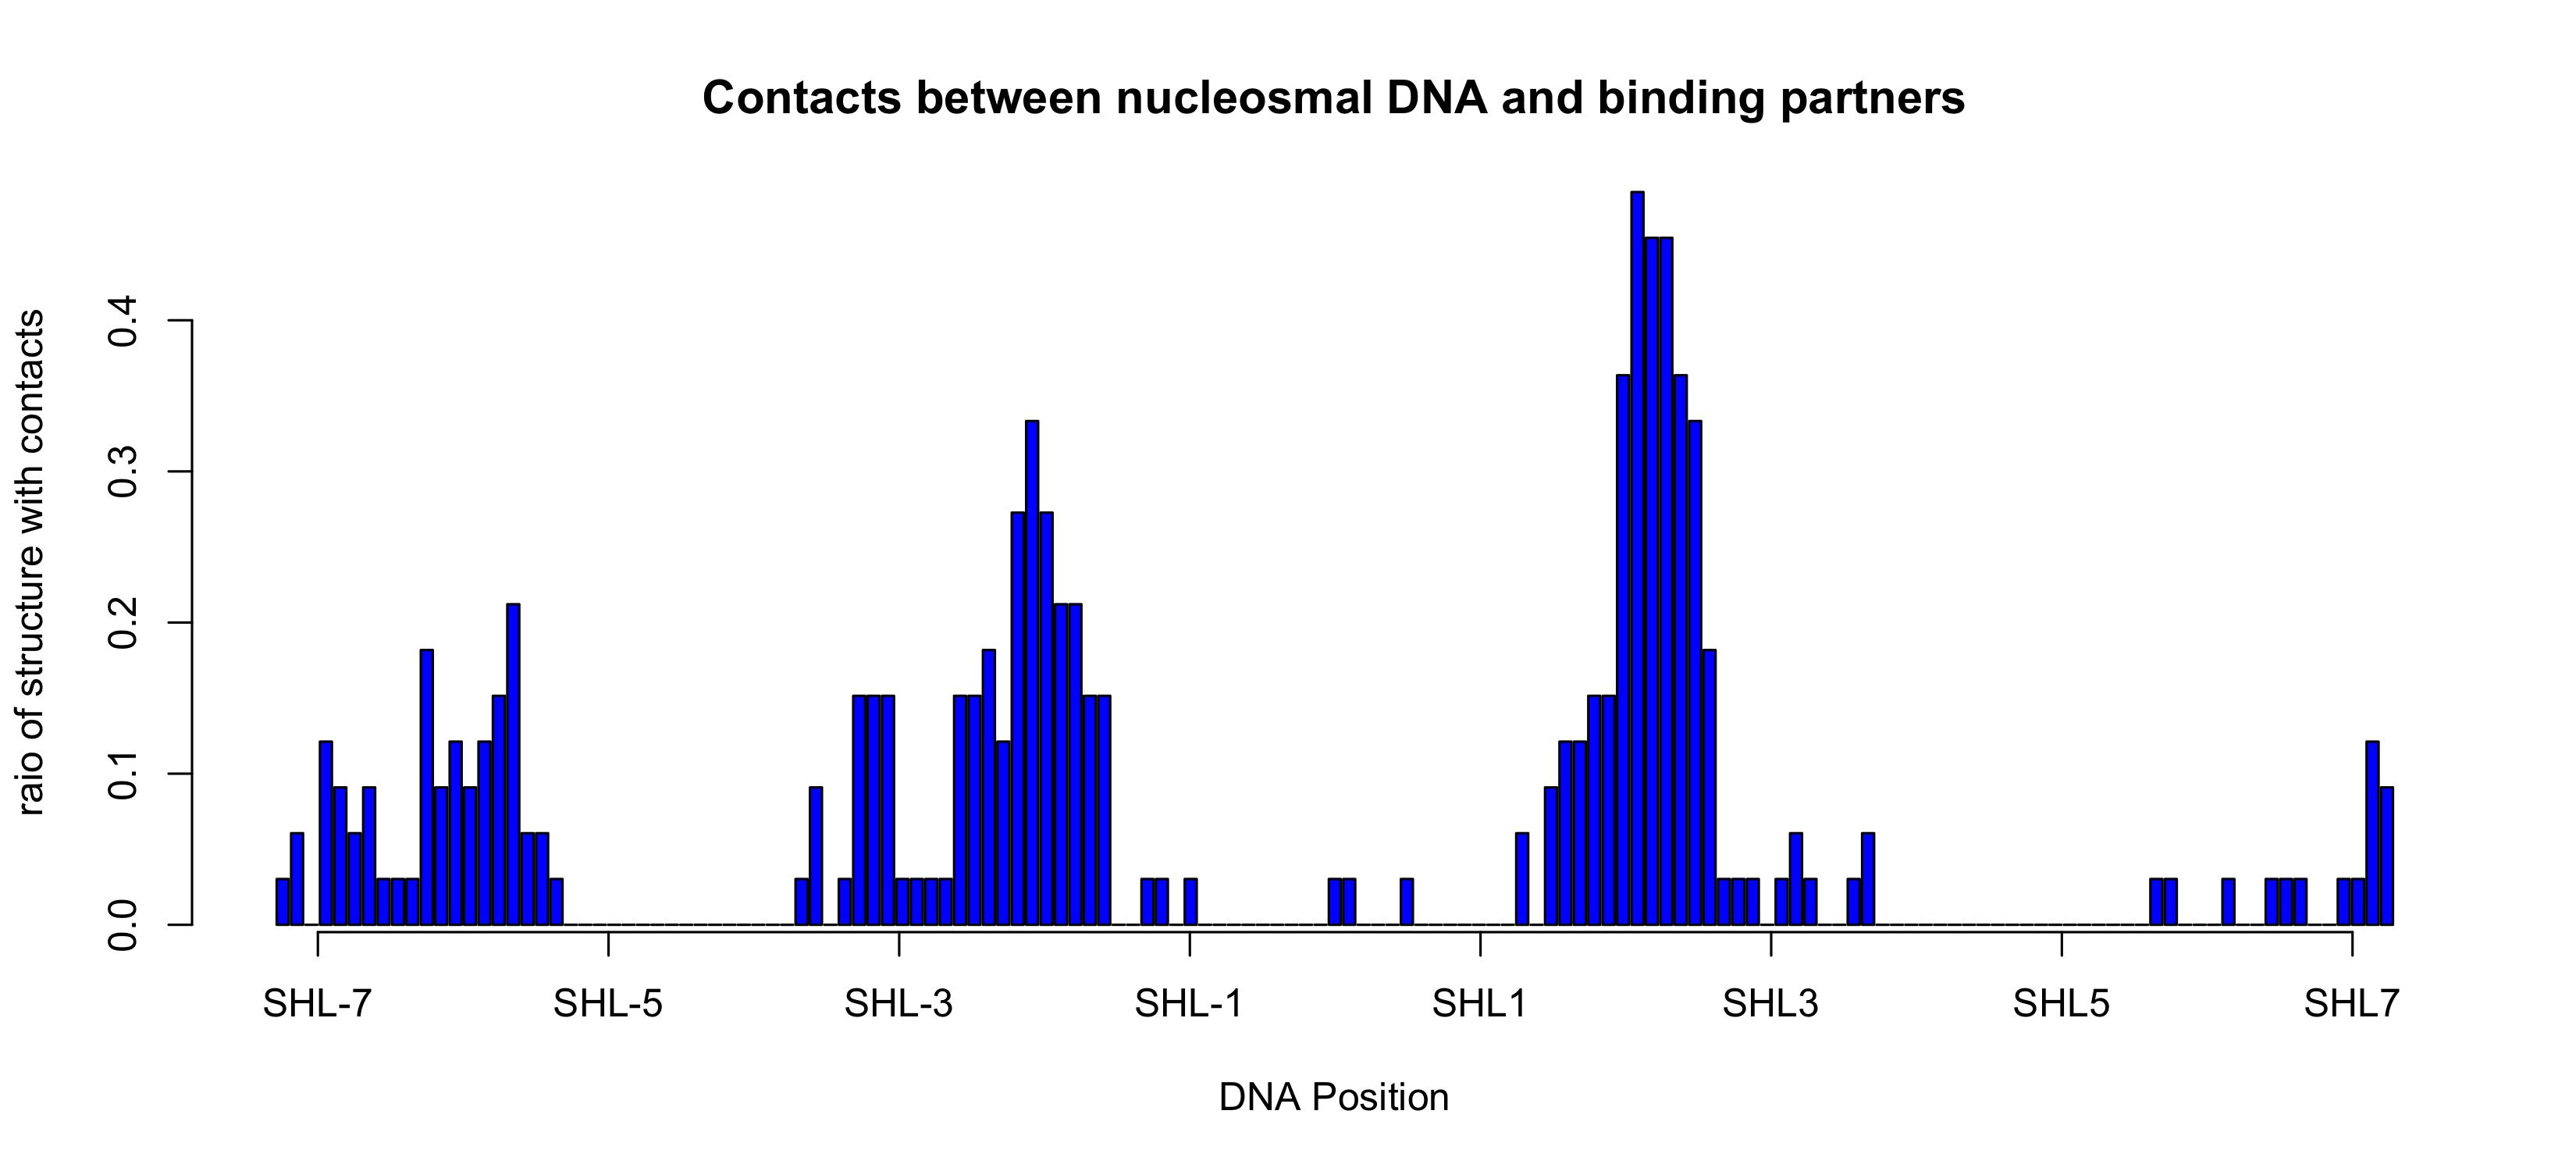 Contacts between nucleosmal DNA and binding partners
raio of structure with contacts
0.4
0.3
0.2
0.1
0.0
SHL-7 SHL-5 SHL-3 SHL-1 SHL1 SHL3 SHL5 SHL7
DNA Position